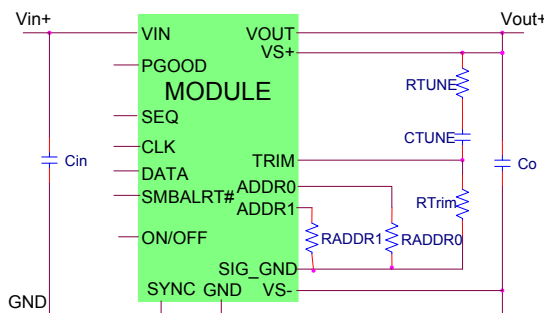 Vin+
Vout+
VIN
VOUT
VS+
PGOOD
RTUNE
MODULE
SEQ
CTUNE
CLK
TRIM
Cin
Co
DATA
ADDR0
SMBALRT#
RTrim
ADDR1
ON/OFF
RADDR1
RADDR0
SIG_GND
SYNC
GND
VS-
GND